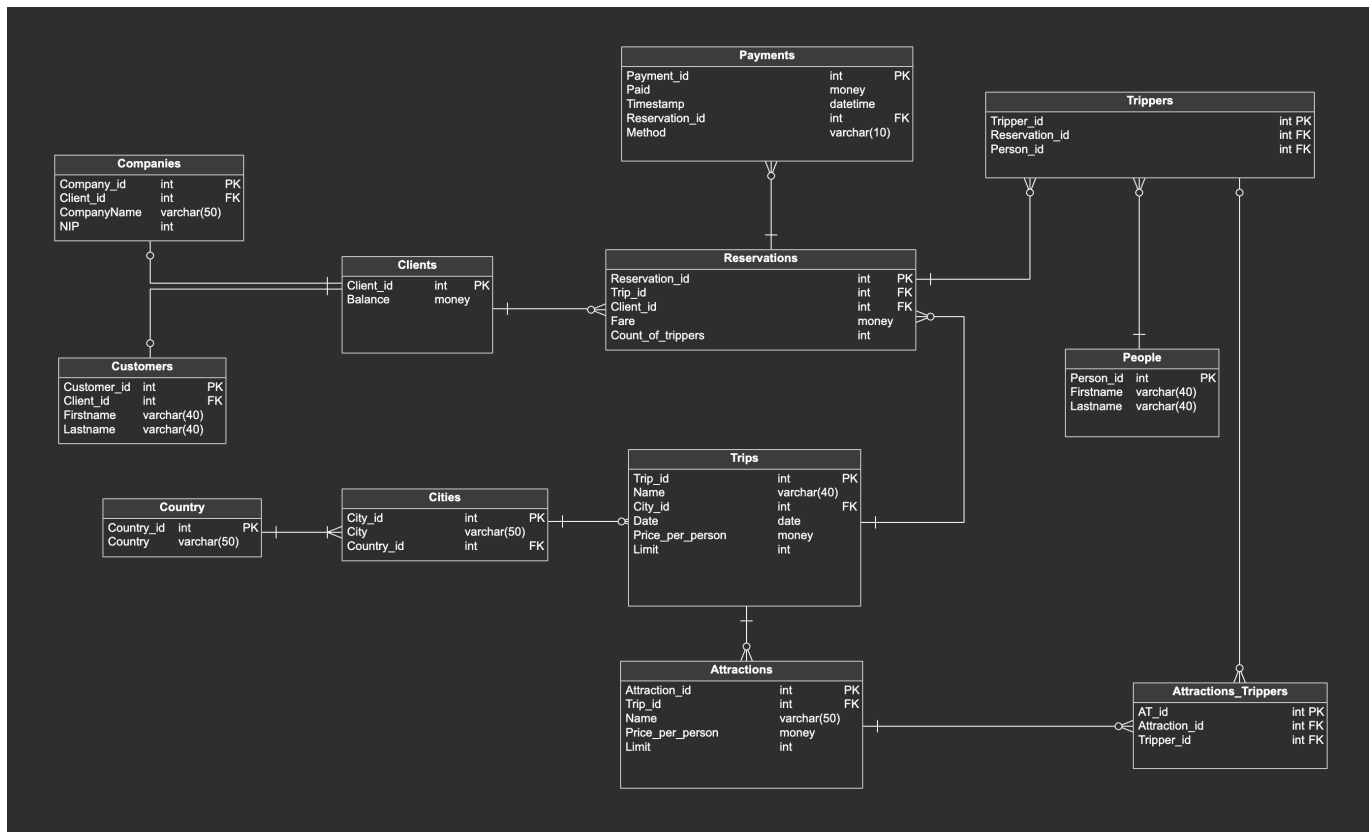 Payments
Payment_id int PK
Paid money
Timestamp datetime
Reservation_id int FK
Method varchar(10)
Trippers
Tripper_id int PK
Reservation_id int FK
Person_id int FK
Companies
Company_id int PK
Client_id int FK
CompanyName varchar(50)
NIP int
Clients
Client_id int PK
Balance money
Reservations
Reservation_id int PK
Trip_id int FK
Client_id int FK
Fare money
Count_of_trippers int
Customers
Customer_id int PK
Client_id int FK
Firstname varchar(40)
Lastname varchar(40)
People
Person_id int PK
Firstname varchar(40)
Lastname varchar(40)
Country
Country_id int PK
Country varchar(50)
Cities
City_id int PK
City varchar(50)
Country_id int FK
Trips
Trip_id int PK
Name varchar(40)
City_id int FK
Date date
Price_per_person money
Limit int
Attractions
Attraction_id int PK
Trip_id int FK
Name varchar(50)
Price_per_person money
Limit int
Attractions_Trippers
AT_id int PK
Attraction_id int FK
Tripper_id int FK